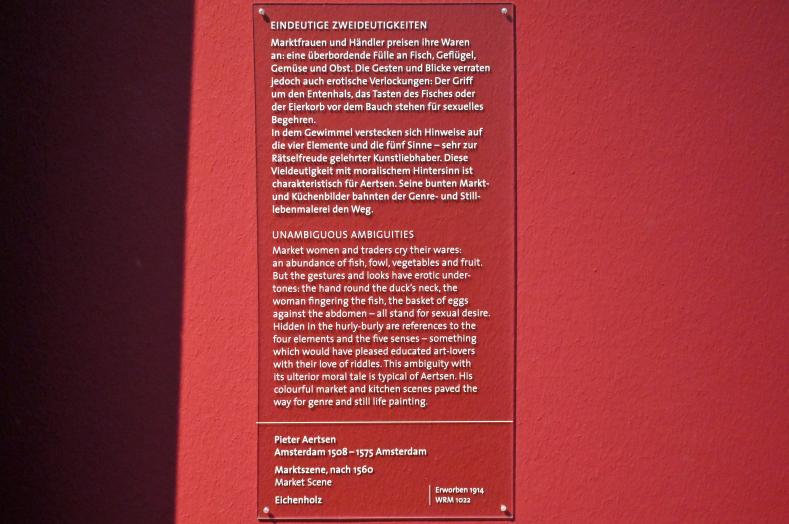 EINDEUTIGE ZWEIDEUTIGKEITEN
Marktfrauen und Händler preisen ihre Waren
an: eine überbordende Fülle an Fisch, Geflügel,
Gemüse und Obst. Die Gesten und Blicke verraten
jedoch auch erotische Verlockungen: Der Griff
um den Entenhals, das Tasten des Fisches oder
der Eierkorb vor dem Bauch stehen für sexuelles
Begehren.
In dem Gewimmel verstecken sich Hinweise auf
die vier Elemente und die fünf Sinne – sehr zur
Rätselfreude gelehrter Kunstliebhaber. Diese
Vieldeutigkeit mit moralischem Hintersinn ist
charakteristisch für Aertsen. Seine bunten Markt-
und Küchenbilder bahnten der Genre- und Still-
lebenmalerei den Weg.
UNAMBIGUOUS AMBIGUITIES
Market women and traders cry their wares:
an abundance of fish, fowl, vegetables and fruit.
But the gestures and looks have erotic under-
tones: the hand round the duck's neck, the
woman fingering the fish, the basket of eggs
against the abdomen – all stand for sexual desire.
Hidden in the hurly-burly are references to the
four elements and the five senses – something
which would have pleased educated art-lovers
with their love of riddles. This ambiguity with
its ulterior moral tale is typical of Aertsen. His
colourful market and kitchen scenes paved the
way for genre and still life painting.
Pieter Aertsen
Amsterdam 1508 – 1575 Amsterdam
Marktszene, nach 1560
Market Scene
Eichenholz
Erworben 1914
WRM 1022